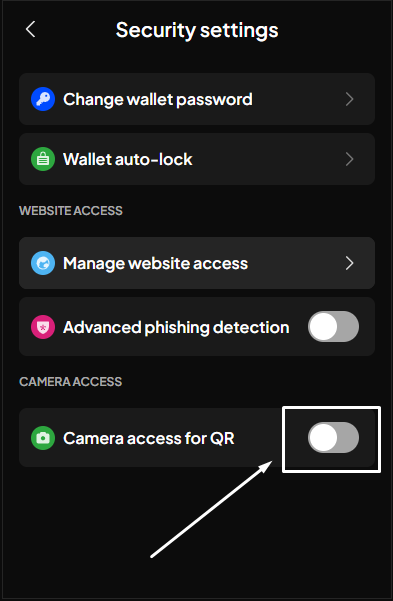 Security settings
Change wallet password
Wallet auto-lock
WEBSITE ACCESS
Manage website access
Advanced phishing detection
CAMERA ACCESS
Camera access for QR